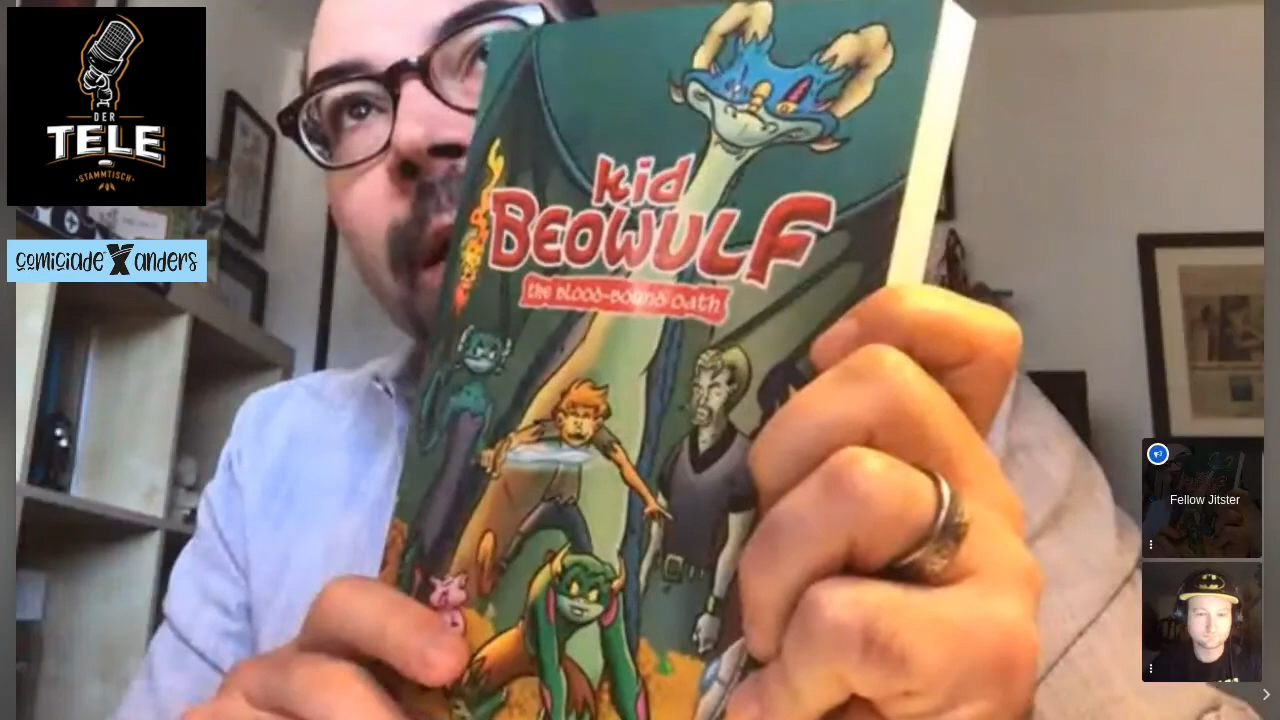 DER
TELE
STAMMTISCH
comiciade X anders
kid
BEOWULF
the BLOOD-BOUND OATH
Fellow Jitster